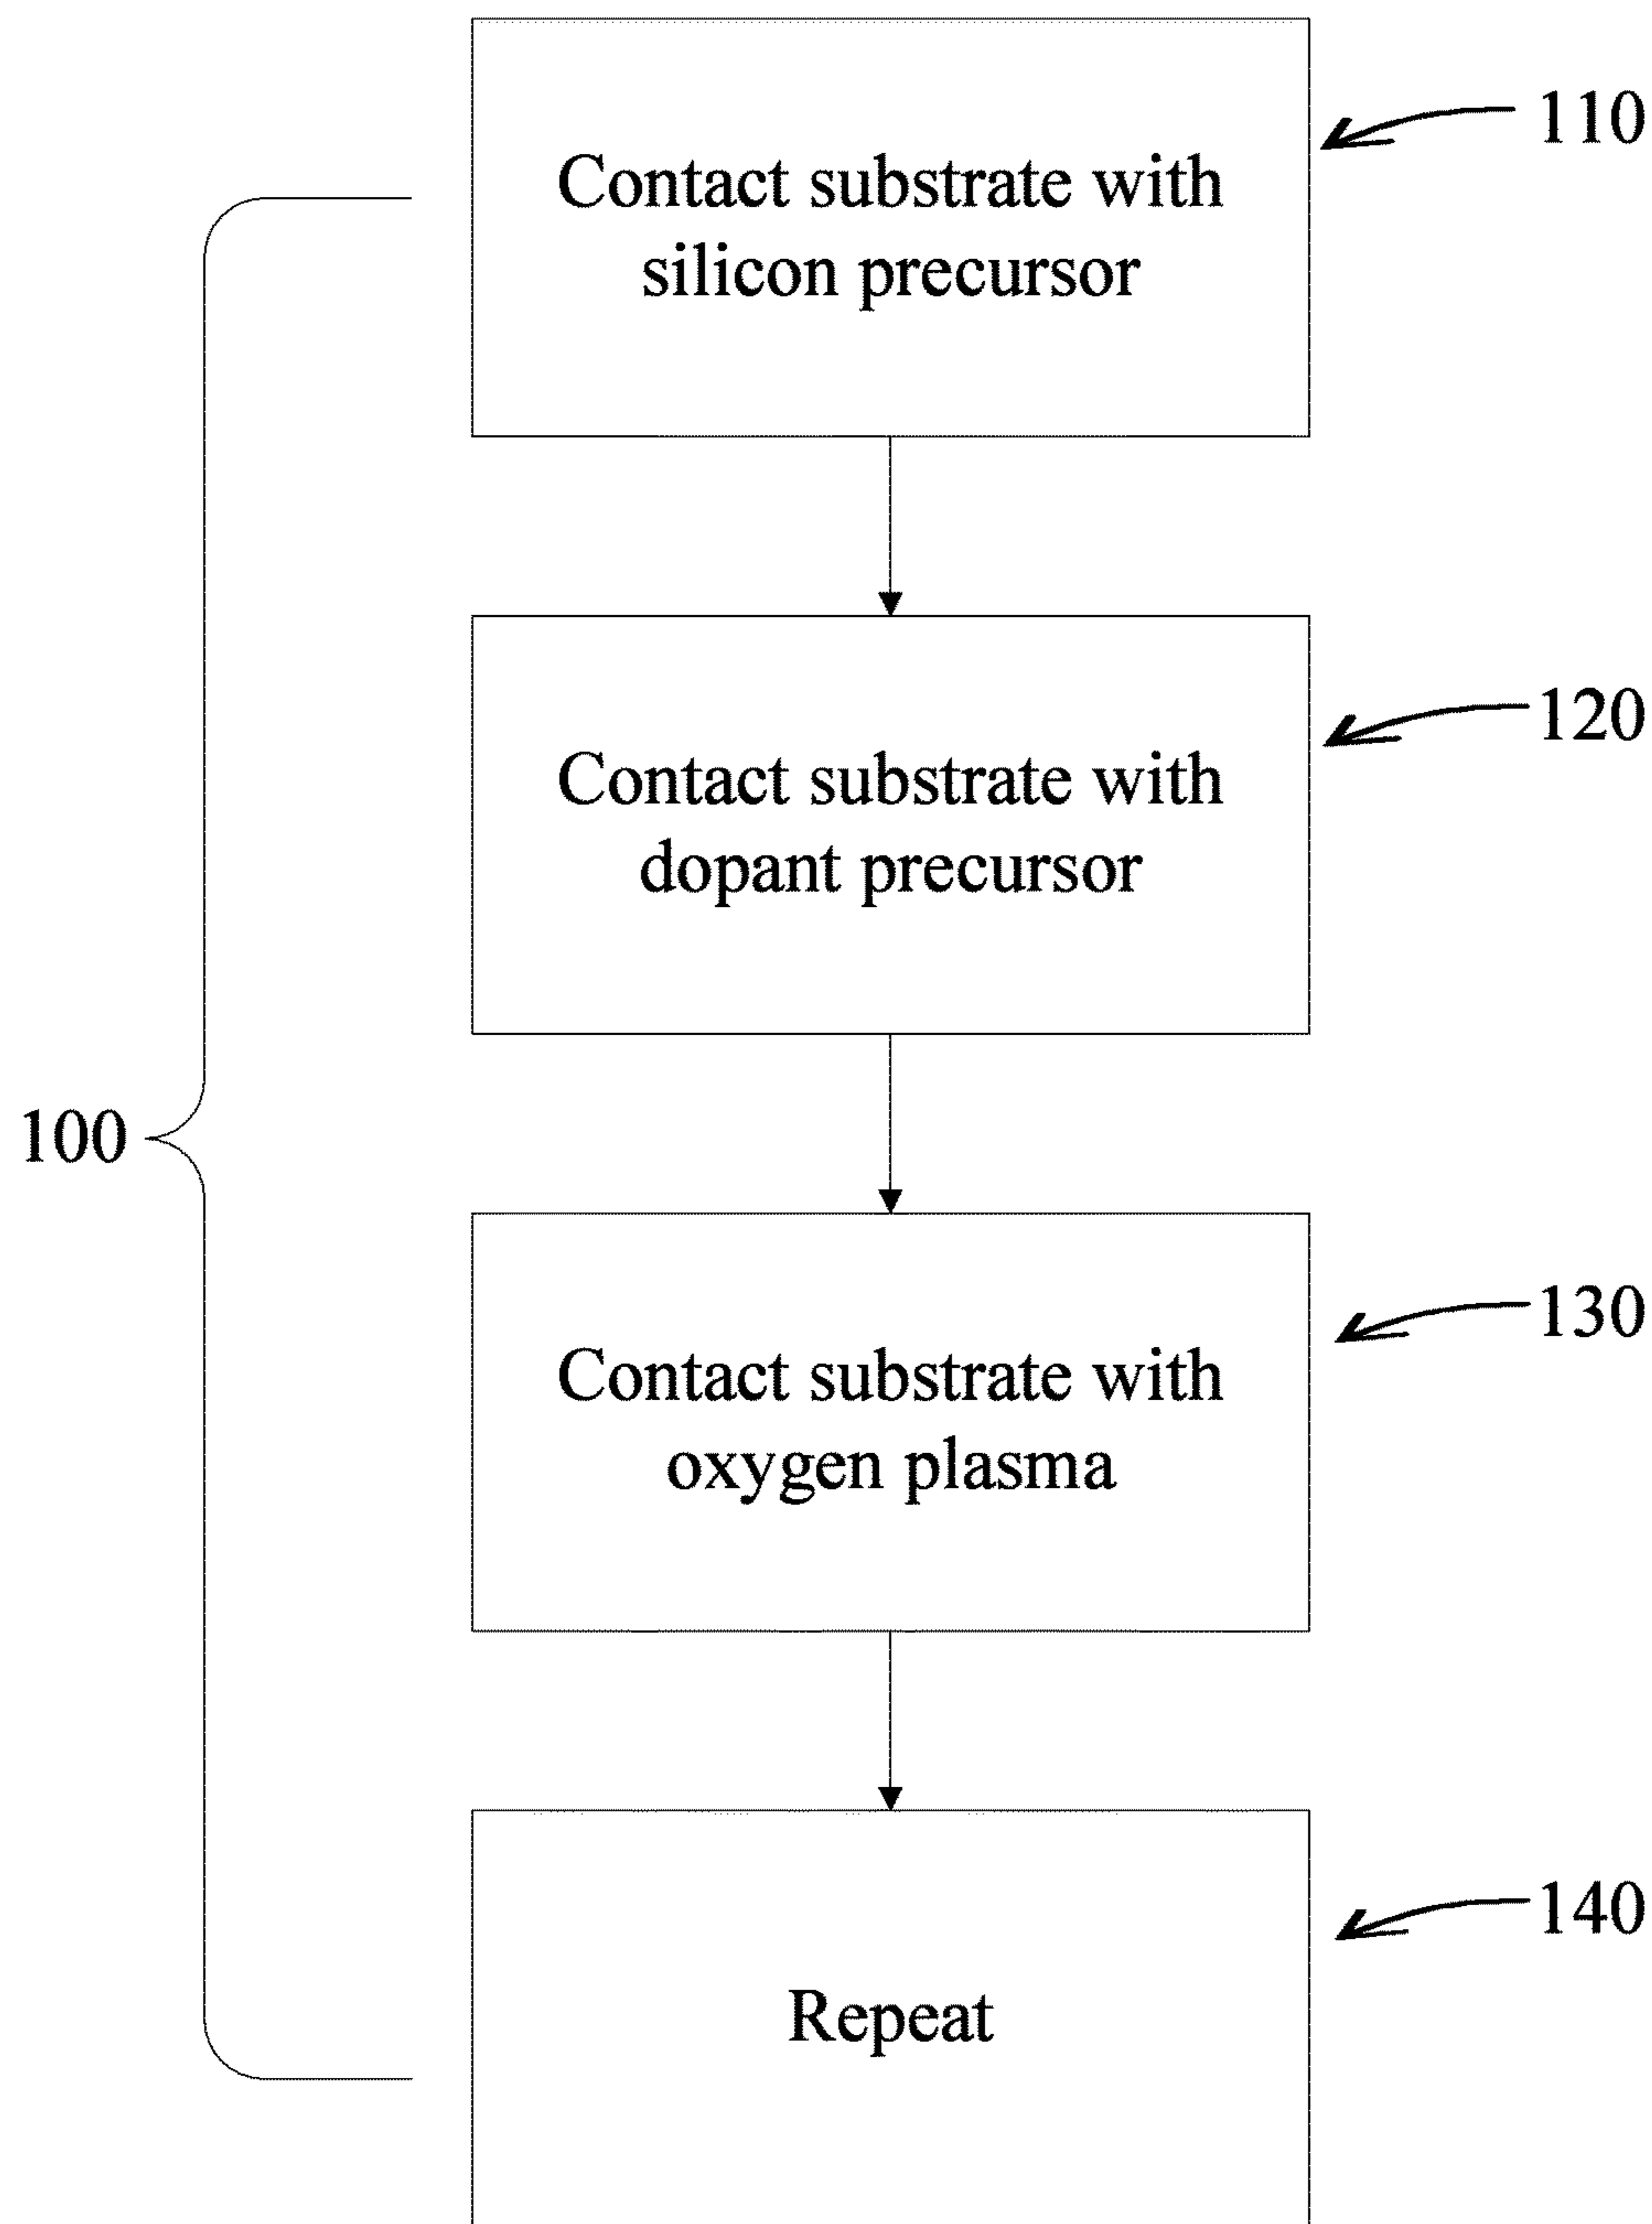 Contact substrate with
silicon precursor
110
Contact substrate with
dopant precursor
120
100
Contact substrate with
oxygen plasma
130
Repeat
140